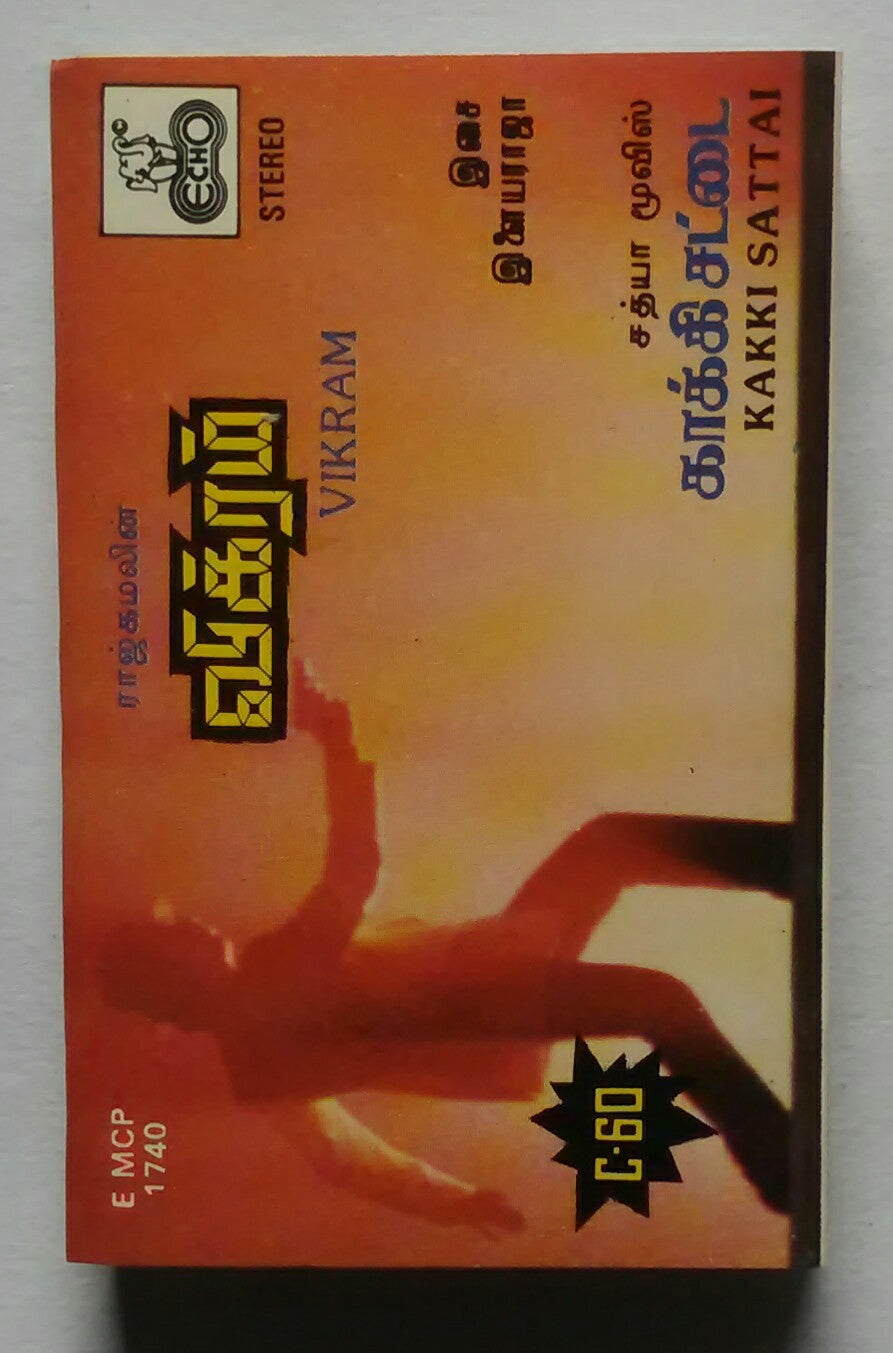 E MCP
1740
ராஜ்கமலின்
விக்ரம்
VIKRAM
ECHO
STEREO
இசை
இளையராஜா
சத்யா மூவிஸ்
காக்கி சட்டை
KAKKI SATTAI
C-60